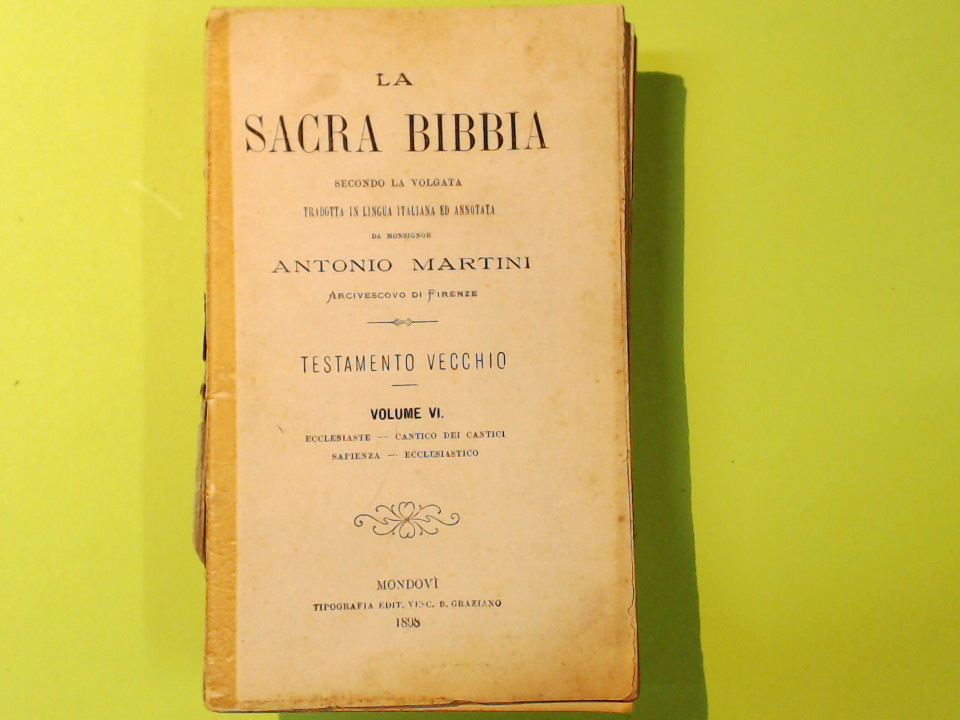 LA
SACRA BIBBIA
SECONDO LA VOLGATA
TRADOTTA IN LINGUA ITALIANA ED ANNOTATA
DA MONSIGNOR
ANTONIO MARTINI
ARCIVESCOVO DI FIRENZE
TESTAMENTO VECCHIO
VOLUME VI.
ECCLESIASTE — CANTICO DEI CANTICI
SAPIENZA — ECCLESIASTICO
MONDOVÌ
TIPOGRAFIA EDIT. VESC. B. GRAZIANO
1898